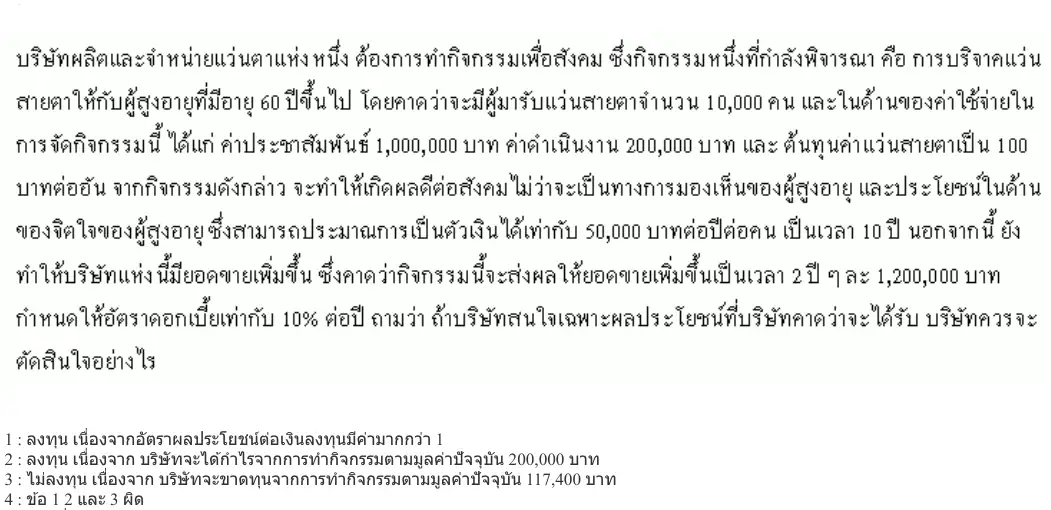 บริษัทผลิตและจำหน่ายแว่นตาแห่งหนึ่ง ต้องการทำกิจกรรมเพื่อสังคม ซึ่งกิจกรรมหนึ่งที่กำลังพิจารณา คือ การบริจาคแว่น
สายตาให้กับผู้สูงอายุที่มีอายุ 60 ปีขึ้นไป โดยคาดว่าจะมีผู้มารับแว่นสายตาจำนวน 10,000 คน และในด้านของค่าใช้จ่ายใน
การจัดกิจกรรมนี้ ได้แก่ ค่าประชาสัมพันธ์ 1,000,000 บาท ค่าดำเนินงาน 200,000 บาท และ ต้นทุนค่าแว่นสายตาเป็น 100
บาทต่ออัน จากกิจกรรมดังกล่าว จะทำให้เกิดผลดีต่อสังคมไม่ว่าจะเป็นทางการมองเห็นของผู้สูงอายุ และประโยชน์ในด้าน
ของจิตใจของผู้สูงอายุ ซึ่งสามารถประมาณการเป็นตัวเงินได้เท่ากับ 50,000 บาทต่อปีต่อคน เป็นเวลา 10 ปี นอกจากนี้ ยัง
ทำให้บริษัทแห่งนี้มียอดขายเพิ่มขึ้น ซึ่งคาดว่ากิจกรรมนี้จะส่งผลให้ยอดขายเพิ่มขึ้นเป็นเวลา 2 ปี ๆ ละ 1,200,000 บาท
กำหนดให้อัตราดอกเบี้ยเท่ากับ 10% ต่อปี ถามว่า ถ้าบริษัทสนใจเฉพาะผลประโยชน์ที่บริษัทคาดว่าจะได้รับ บริษัทควรจะ
ตัดสินใจอย่างไร
1 : ลงทุน เนื่องจากอัตราผลประโยชน์ต่อเงินลงทุนมีค่ามากกว่า 1
2 : ลงทุน เนื่องจาก บริษัทจะได้กำไรจากการทำกิจกรรมตามมูลค่าปัจจุบัน 200,000 บาท
3 : ไม่ลงทุน เนื่องจาก บริษัทจะขาดทุนจากการทำกิจกรรมตามมูลค่าปัจจุบัน 117,400 บาท
4 : ข้อ 1 2 และ 3 ผิด